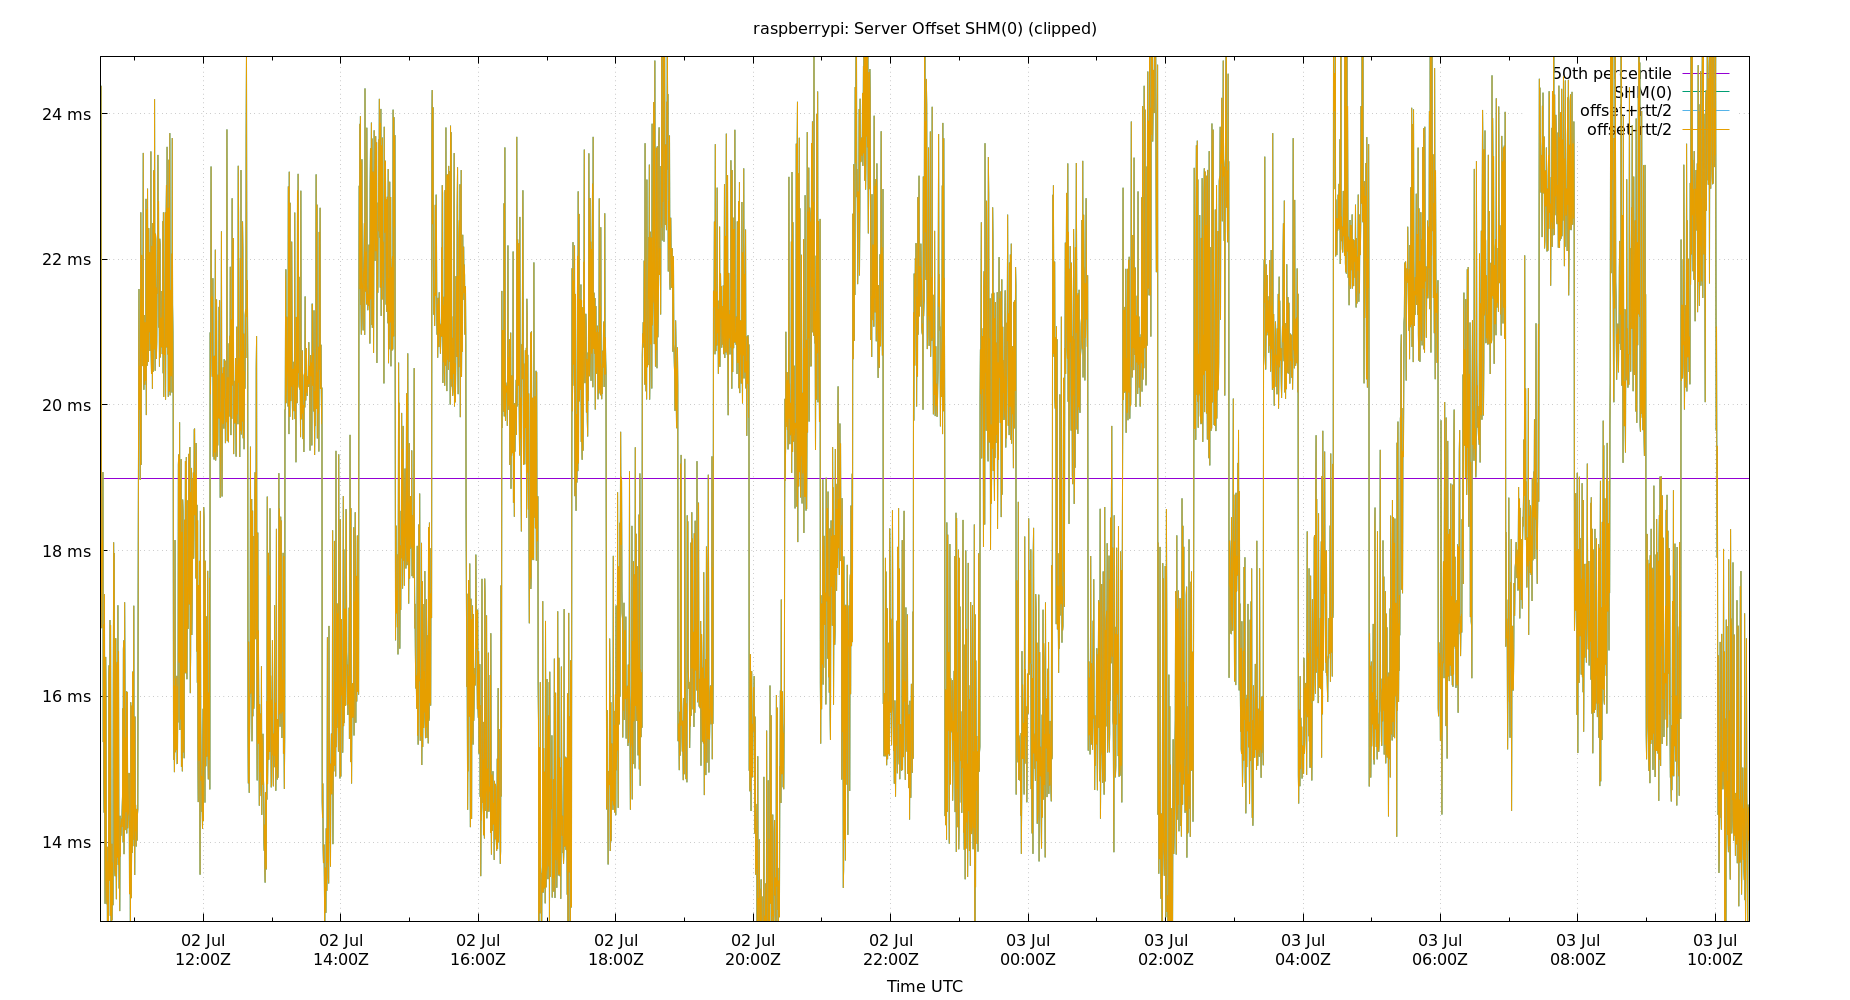 raspberrypi: Server Offset SHM(0) (clipped)
50th percentile
SHM(0)
offset+rtt/2
offset-rtt/2
24 ms
22 ms
20 ms
18 ms
16 ms
14 ms
02 Jul 02 Jul 02 Jul 02 Jul 02 Jul 02 Jul 03 Jul 03 Jul 03 Jul 03 Jul 03 Jul 03 Jul
12:00Z 14:00Z 16:00Z 18:00Z 20:00Z 22:00Z 00:00Z 02:00Z 04:00Z 06:00Z 08:00Z 10:00Z
Time UTC